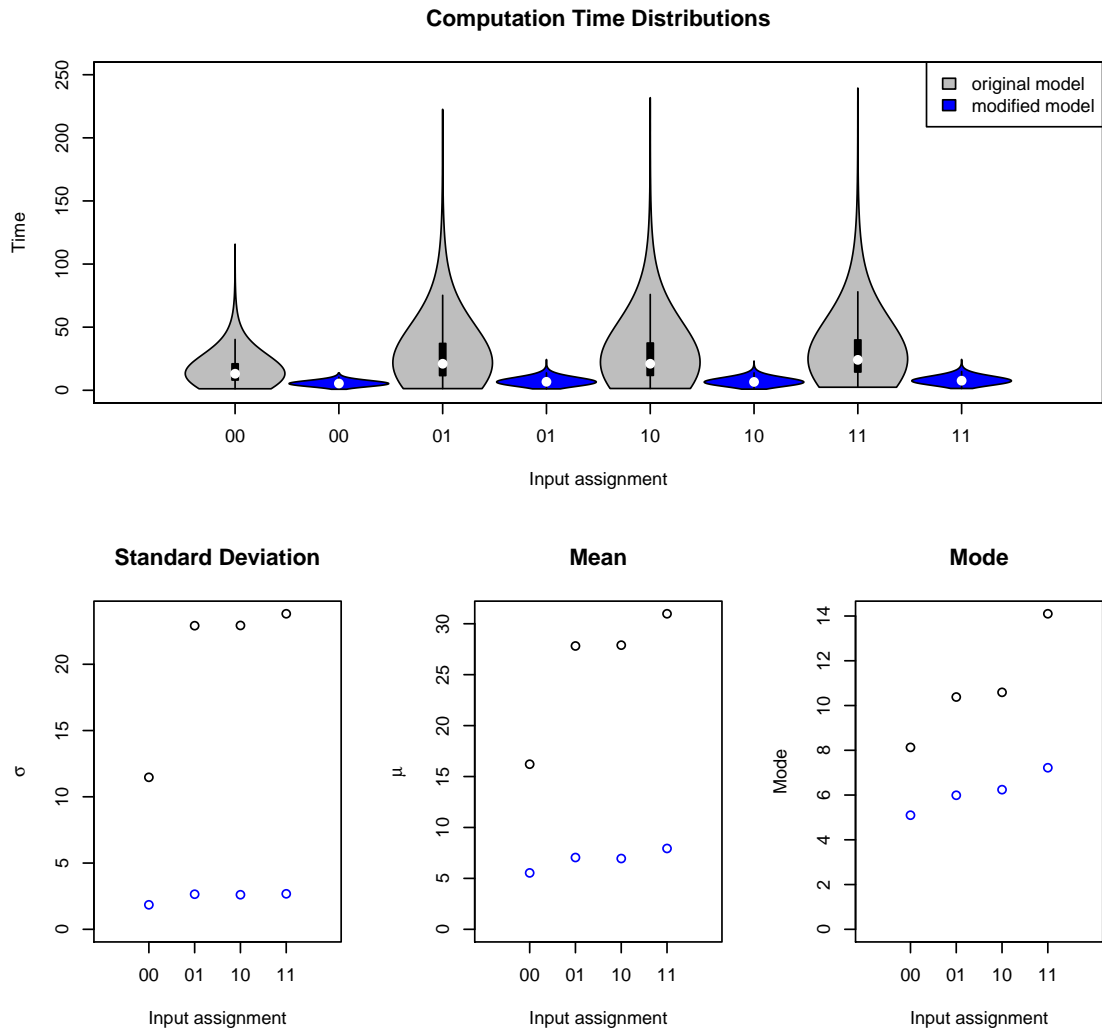 Computation Time Distributions
Time
250
200
150
100
50
0
original model
modified model
00 00 01 01 10 10 11 11
Input assignment
Standard Deviation
σ
20
15
10
5
0
00 01 10 11
Input assignment
Mean
μ
30
25
20
15
10
5
0
00 01 10 11
Input assignment
Mode
Mode
14
12
10
8
6
4
2
0
00 01 10 11
Input assignment